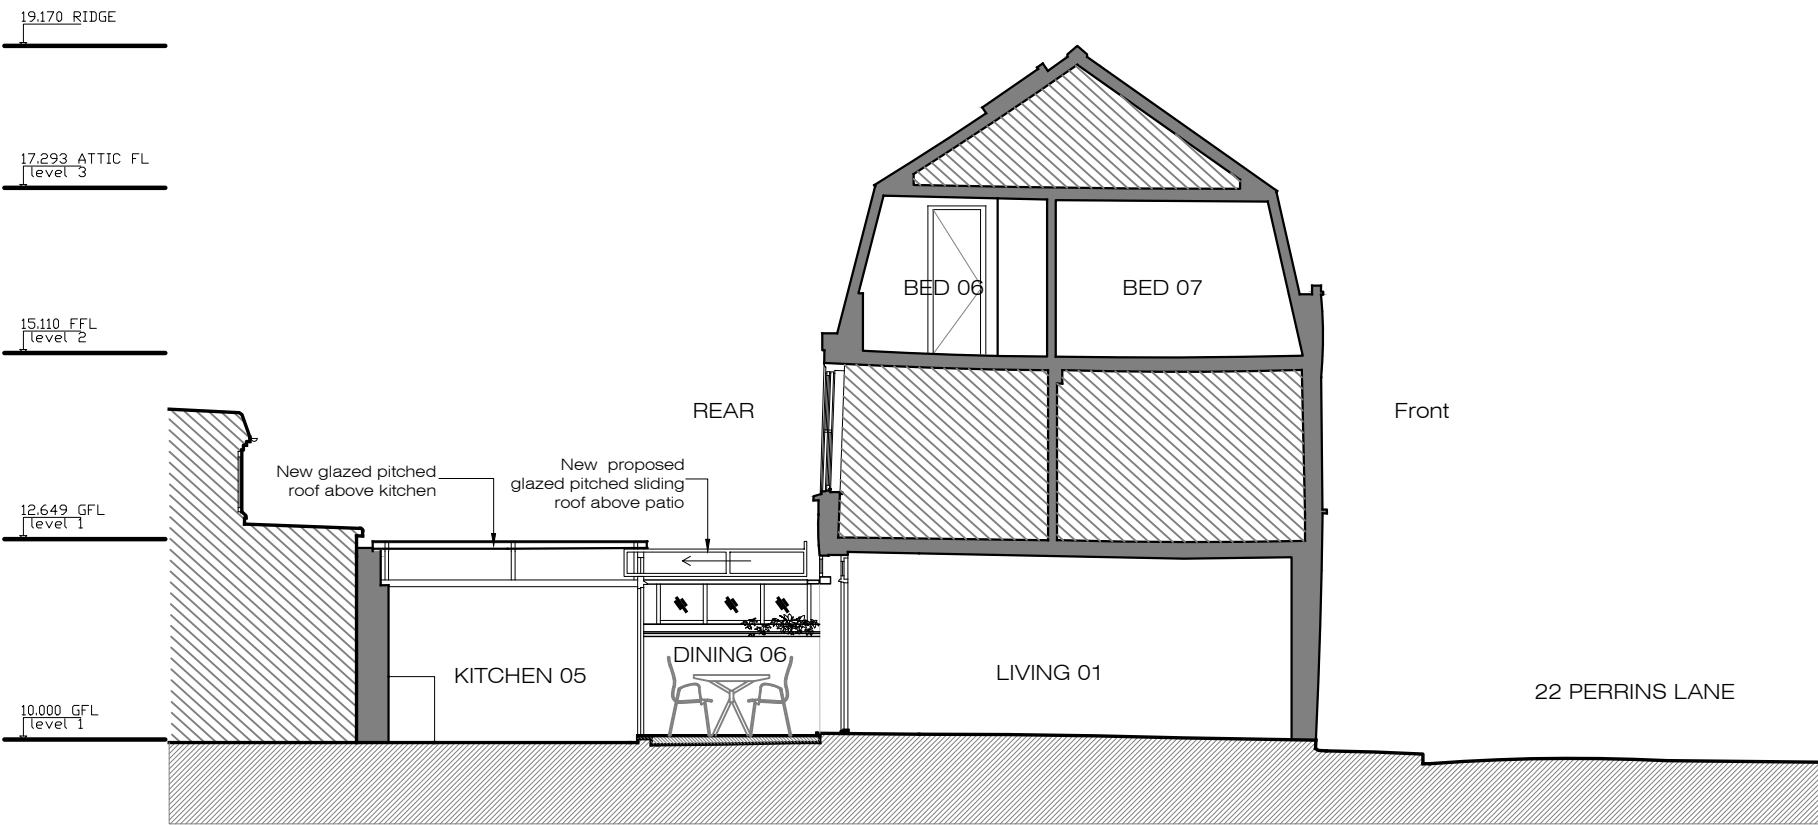 19.170 RIDGE
17.293 ATTIC FL
level 3
15.110 FFL
level 2
12.649 GFL
level 1
10.000 GFL
level 1
BED 06
BED 07
REAR
Front
New glazed pitched
roof above kitchen
New proposed
glazed pitched sliding
roof above patio
KITCHEN 05
DINING 06
LIVING 01
22 PERRINS LANE